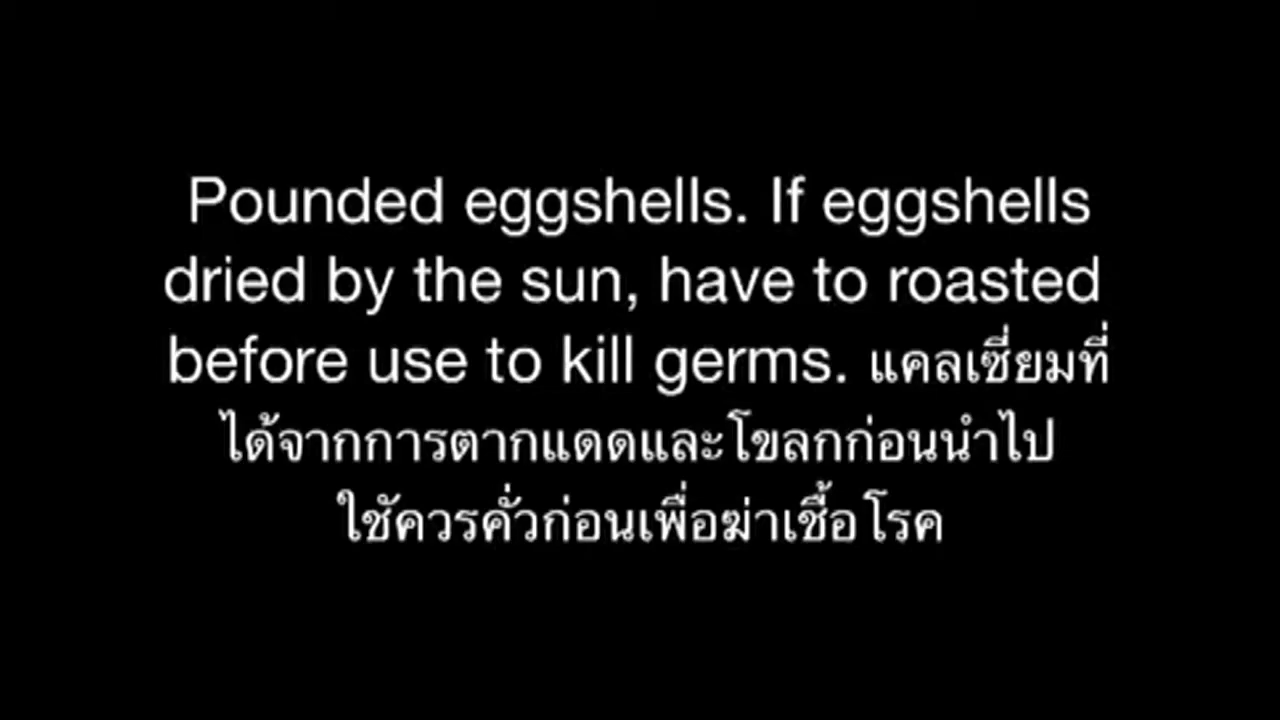 Pounded eggshells. If eggshells
dried by the sun, have to roasted
before use to kill germs. แคลเซี่ยมที่
ได้จากการตากแดดและโขลกก่อนนำไป
ใช้ควรคั่วก่อนเพื่อฆ่าเชื้อโรค